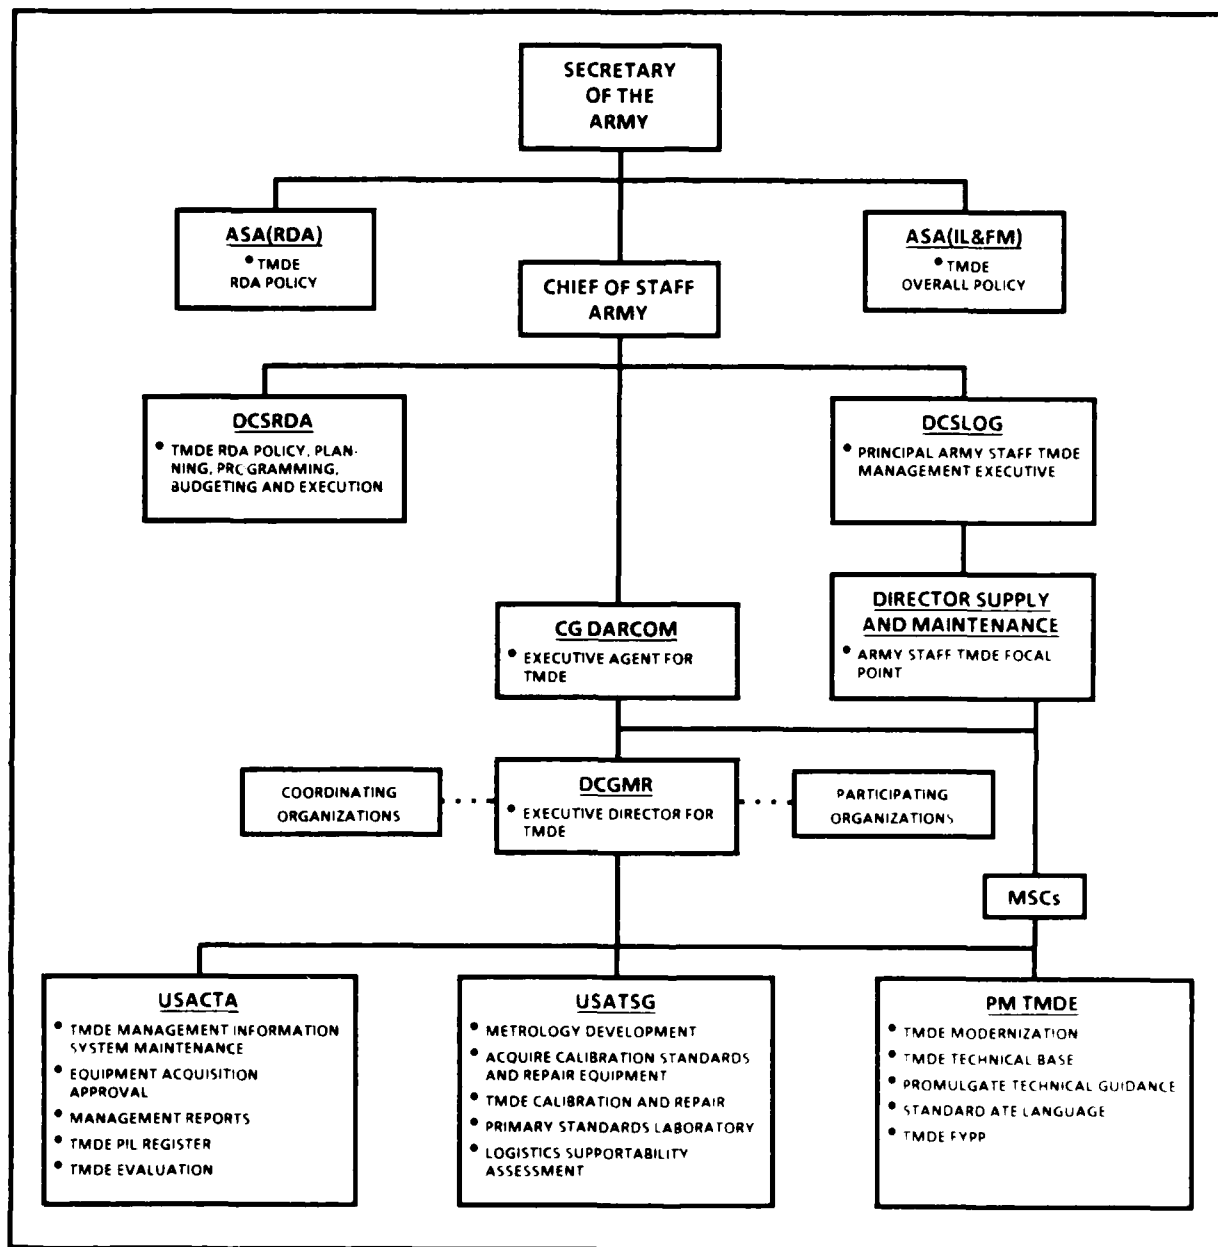 SECRETARY
OF THE
ARMY
ASA(RDA)
• TMDE
RDA POLICY
ASA(IL&FM)
• TMDE
OVERALL POLICY
CHIEF OF STAFF
ARMY
DCSRDA
• TMDE RDA POLICY, PLAN-
NING, PROGRAMMING,
BUDGETING AND EXECUTION
DCSLOG
• PRINCIPAL ARMY STAFF TMDE
MANAGEMENT EXECUTIVE
DIRECTOR SUPPLY
AND MAINTENANCE
• ARMY STAFF TMDE FOCAL
POINT
CG DARCOM
• EXECUTIVE AGENT FOR
TMDE
COORDINATING
ORGANIZATIONS
DCGMR
• EXECUTIVE DIRECTOR FOR
TMDE
PARTICIPATING
ORGANIZATIONS
MSCs
USACTA
• TMDE MANAGEMENT INFORMATION
SYSTEM MAINTENANCE
• EQUIPMENT ACQUISITION
APPROVAL
• MANAGEMENT REPORTS
• TMDE PIL REGISTER
• TMDE EVALUATION
USATSG
• METROLOGY DEVELOPMENT
• ACQUIRE CALIBRATION STANDARDS
AND REPAIR EQUIPMENT
• TMDE CALIBRATION AND REPAIR
• PRIMARY STANDARDS LABORATORY
• LOGISTICS SUPPORTABILITY
ASSESSMENT
PM TMDE
• TMDE MODERNIZATION
• TMDE TECHNICAL BASE
• PROMULGATE TECHNICAL GUIDANCE
• STANDARD ATE LANGUAGE
• TMDE FYPP